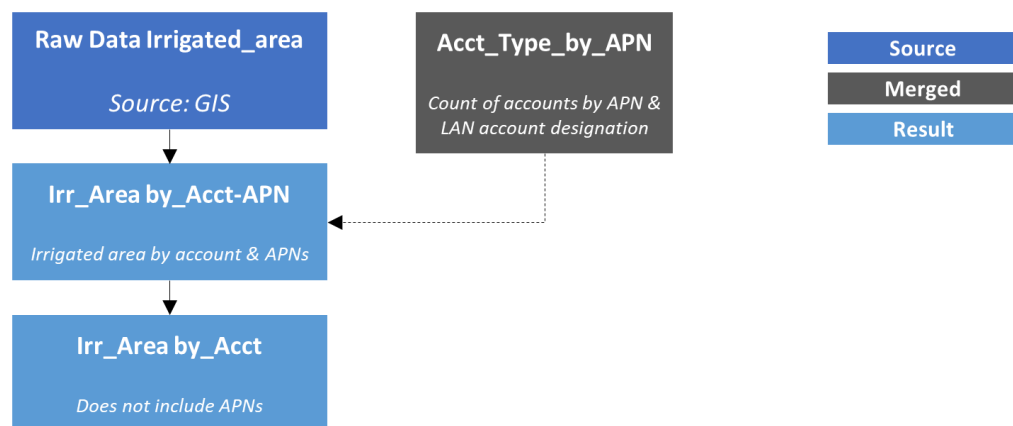 Raw Data Irrigated_area
Source: GIS
Acct_Type_by_APN
Count of accounts by APN &
LAN account designation
Source
Merged
Result
Irr_Area by_Acct-APN
Irrigated area by account & APNs
Irr_Area by_Acct
Does not include APNs